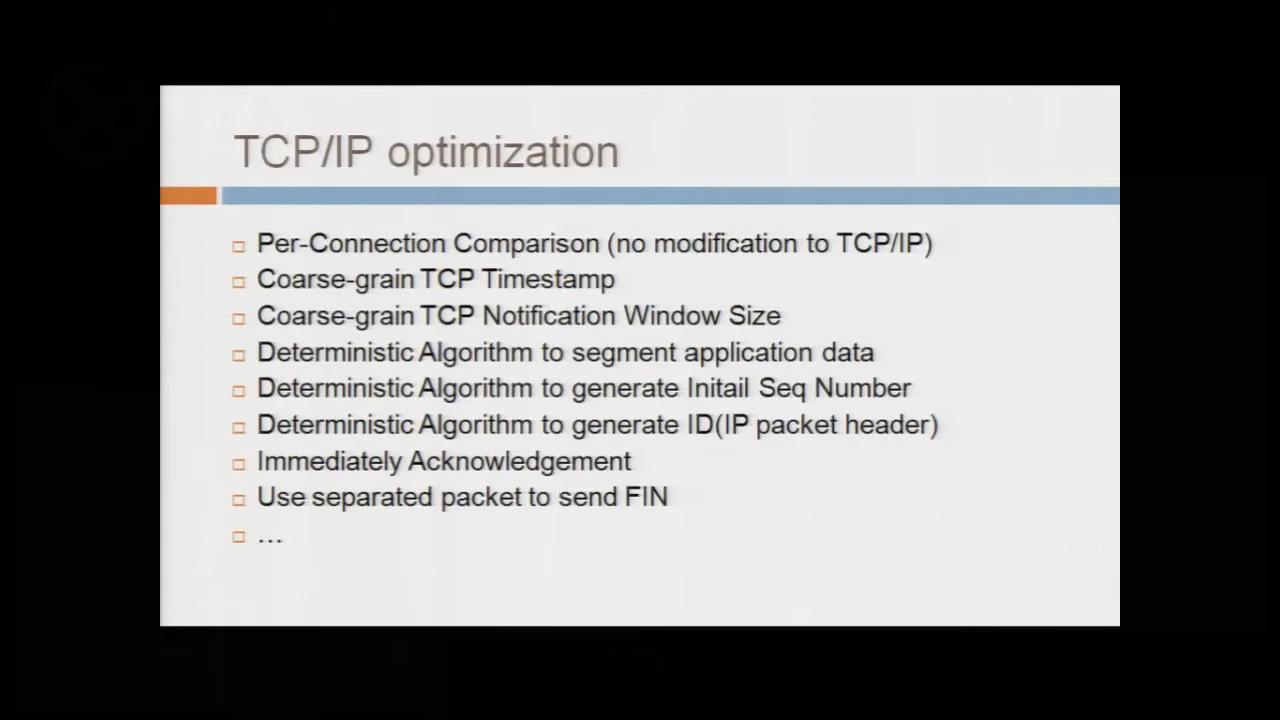 TCP/IP optimization
Per-Connection Comparison (no modification to TCP/IP)
Coarse-grain TCP Timestamp
Coarse-grain TCP Notification Window Size
Deterministic Algorithm to segment application data
Deterministic Algorithm to generate Initail Seq Number
Deterministic Algorithm to generate ID(IP packet header)
Immediately Acknowledgement
Use separated packet to send FIN
...